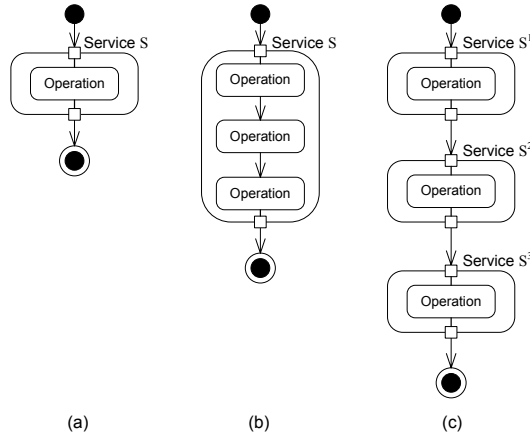 Service S
Operation
(a)
Service S
Operation
Operation
Operation
(b)
Service S¹
Operation
Service S²
Operation
Service S³
Operation
(c)